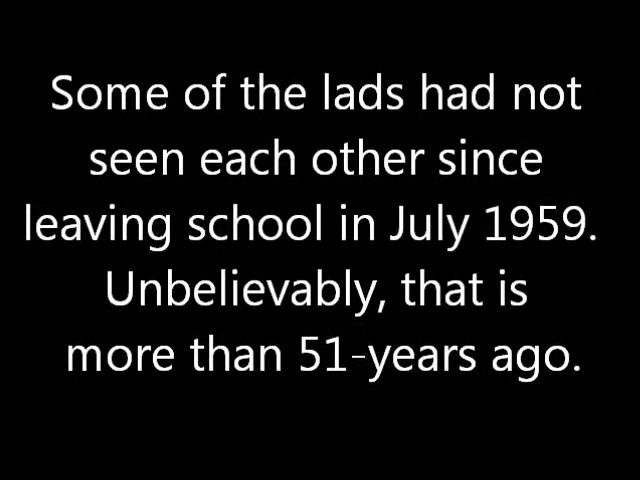 Some of the lads had not
seen each other since
leaving school in July 1959.
Unbelievably, that is
more than 51-years ago.